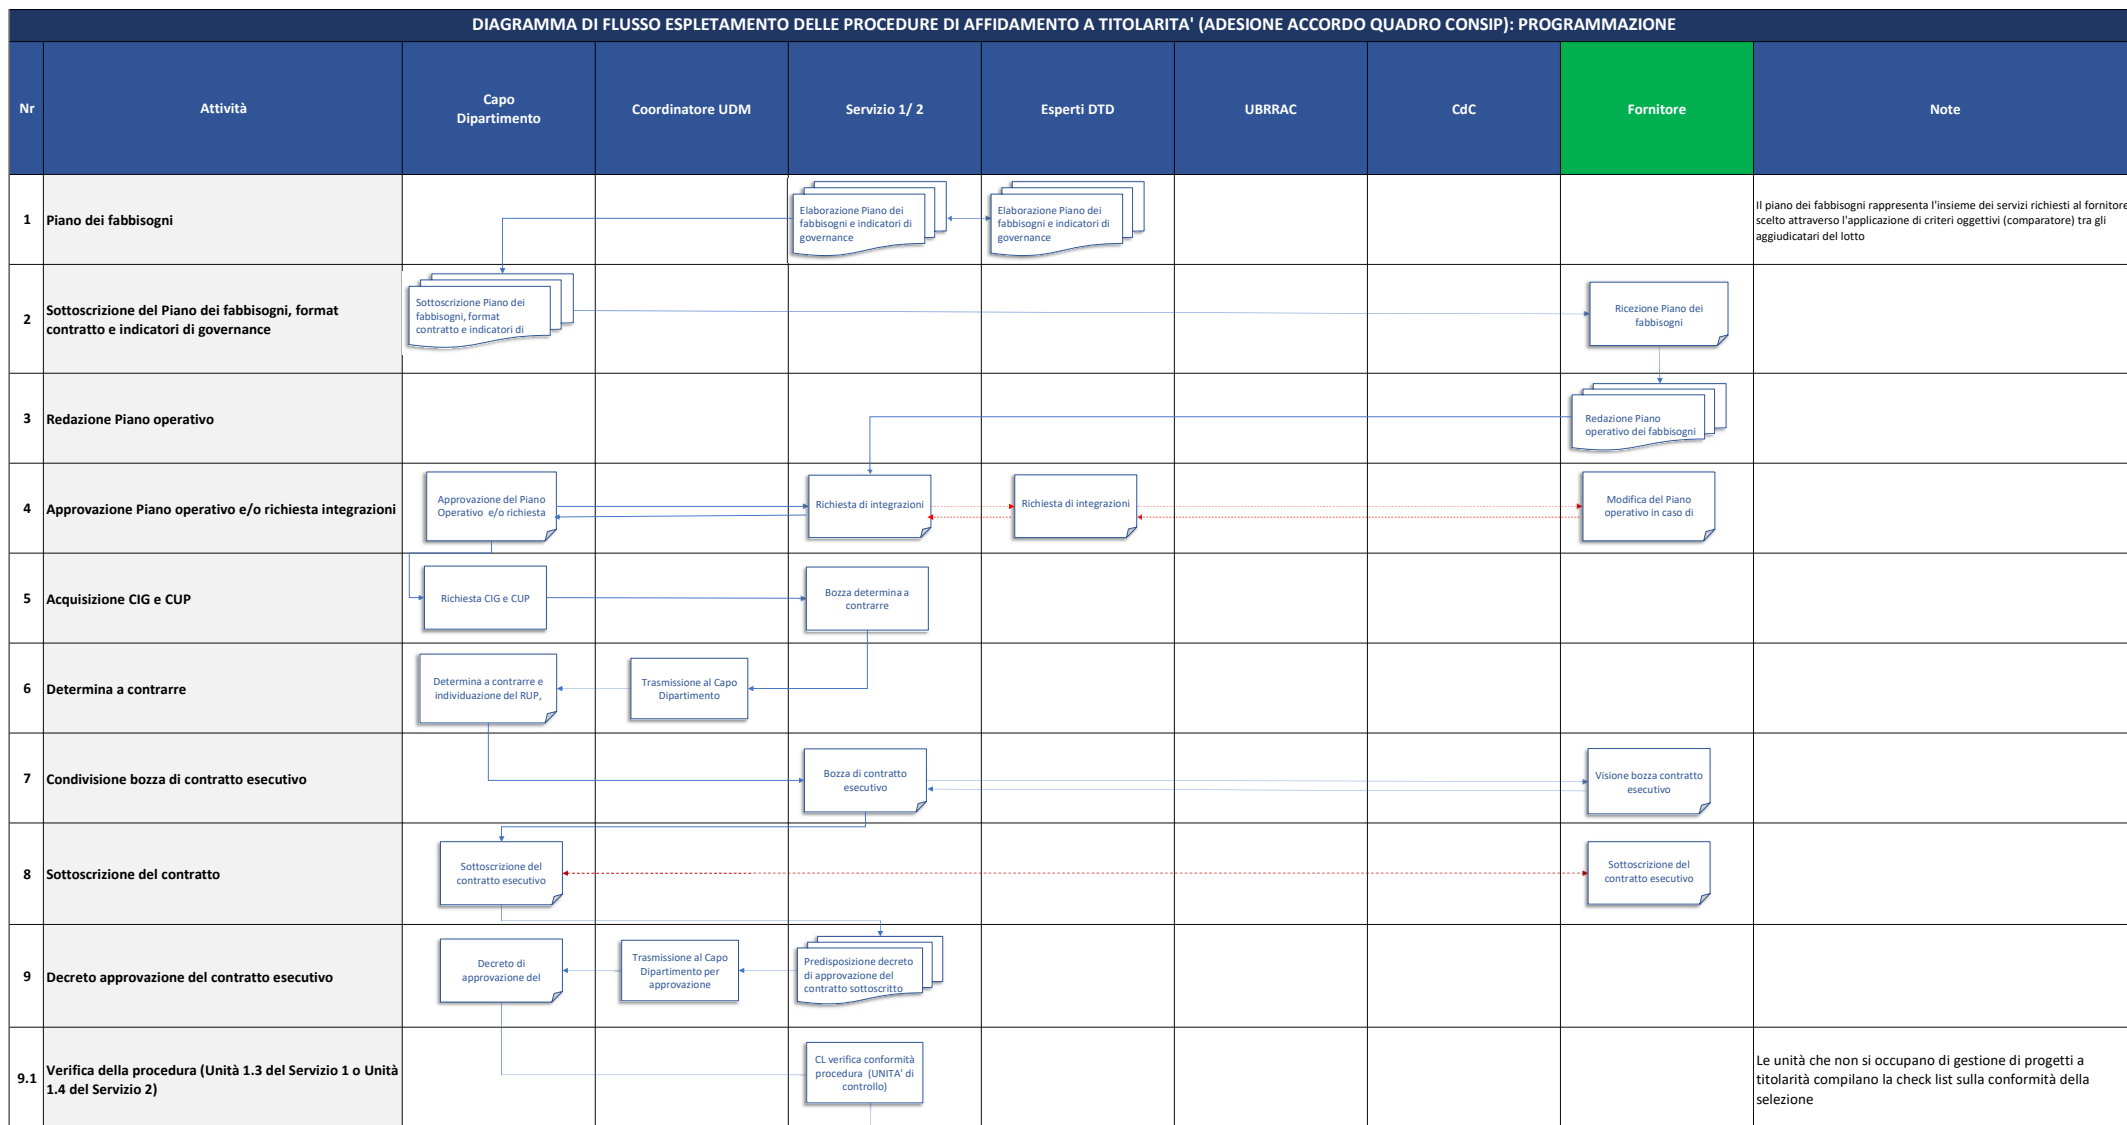 DIAGRAMMA DI FLUSSO ESPLETAMENTO DELLE PROCEDURE DI AFFIDAMENTO A TITOLARITA' (ADESIONE ACCORDO QUADRO CONSIP): PROGRAMMAZIONE
Nr
Attività
Capo
Dipartimento
Coordinatore UDM
Servizio 1/ 2
Esperti DTD
UBRRAC
CdC
Fornitore
Note
1
Piano dei fabbisogni
Elaborazione Piano dei
fabbisogni e indicatori di
governance
Elaborazione Piano dei
fabbisogni e indicatori di
governance
Il piano dei fabbisogni rappresenta l'insieme dei servizi richiesti al fornitore
scelto attraverso l'applicazione di criteri oggettivi (comparatore) tra gli
aggiudicatari del lotto
2
Sottoscrizione del Piano dei fabbisogni, format
contratto e indicatori di governance
Sottoscrizione Piano dei
fabbisogni, format
contratto e indicatori di
Ricezione Piano dei
fabbisogni
3
Redazione Piano operativo
Redazione Piano
operativo dei fabbisogni
4
Approvazione Piano operativo e/o richiesta integrazioni
Approvazione del Piano
Operativo e/o richiesta
Richiesta di integrazioni
Richiesta di integrazioni
Modifica del Piano
operativo in caso di
5
Acquisizione CIG e CUP
Richiesta CIG e CUP
Bozza determina a
contrarre
6
Determina a contrarre
Determina a contrarre e
individuazione del RUP,
Trasmissione al Capo
Dipartimento
7
Condivisione bozza di contratto esecutivo
Bozza di contratto
esecutivo
Visione bozza contratto
esecutivo
8
Sottoscrizione del contratto
Sottoscrizione del
contratto esecutivo
Sottoscrizione del
contratto esecutivo
9
Decreto approvazione del contratto esecutivo
Decreto di
approvazione del
Trasmissione al Capo
Dipartimento per
approvazione
Predisposizione decreto
di approvazione del
contratto sottoscritto
9.1
Verifica della procedura (Unità 1.3 del Servizio 1 o Unità
1.4 del Servizio 2)
CL verifica conformità
procedura (UNITA' di
controllo)
Le unità che non si occupano di gestione di progetti a
titolarità compilano la check list sulla conformità della
selezione